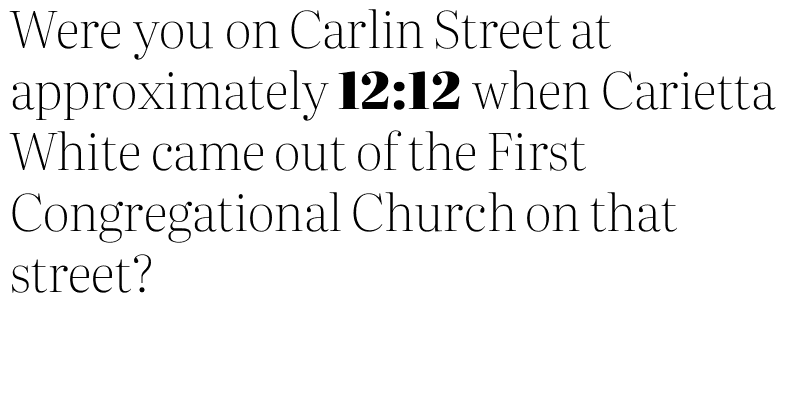 Were you on Carlin Street at
approximately 12:12 when Carietta
White came out of the First
Congregational Church on that
street?